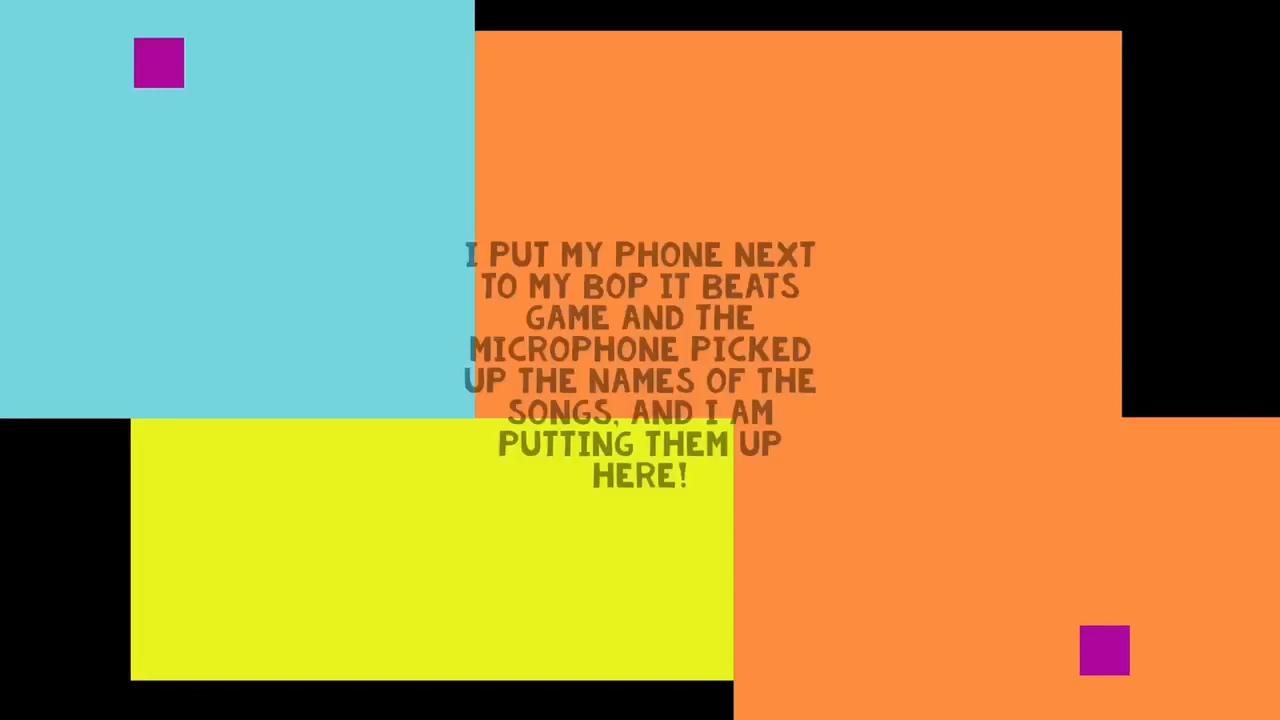 I PUT MY PHONE NEXT
TO MY BOP IT BEATS
GAME AND THE
MICROPHONE PICKED
UP THE NAMES OF THE
SONGS, AND I AM
PUTTING THEM UP
HERE!